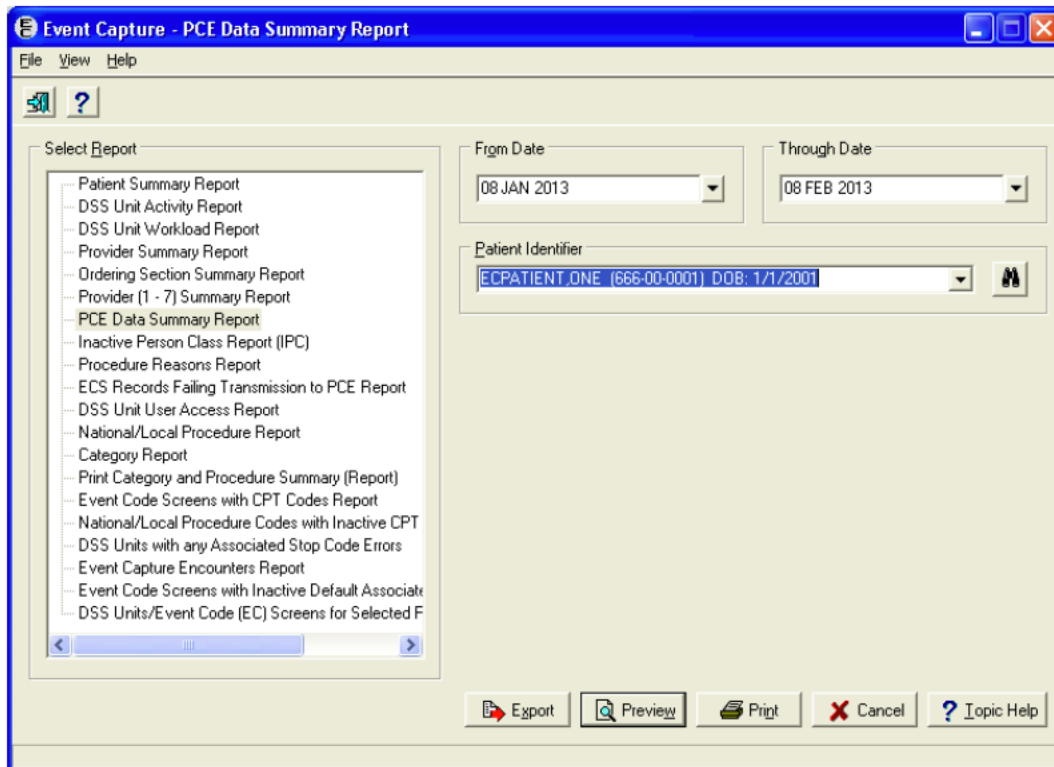 Event Capture - PCE Data Summary Report
File View Help
?
Select Report
Patient Summary Report
DSS Unit Activity Report
DSS Unit Workload Report
Provider Summary Report
Ordering Section Summary Report
Provider (1 - 7) Summary Report
PCE Data Summary Report
Inactive Person Class Report (IPC)
Procedure Reasons Report
ECS Records Failing Transmission to PCE Report
DSS Unit User Access Report
National/Local Procedure Report
Category Report
Print Category and Procedure Summary (Report)
Event Code Screens with CPT Codes Report
National/Local Procedure Codes with Inactive CPT
DSS Units with any Associated Stop Code Errors
Event Capture Encounters Report
Event Code Screens with Inactive Default Associate
DSS Units/Event Code (EC) Screens for Selected F
From Date
08 JAN 2013
Through Date
08 FEB 2013
Patient Identifier
ECPATIENT,ONE (666-00-0001) DOB: 1/1/2001
Export Preview Print Cancel ? Topic Help